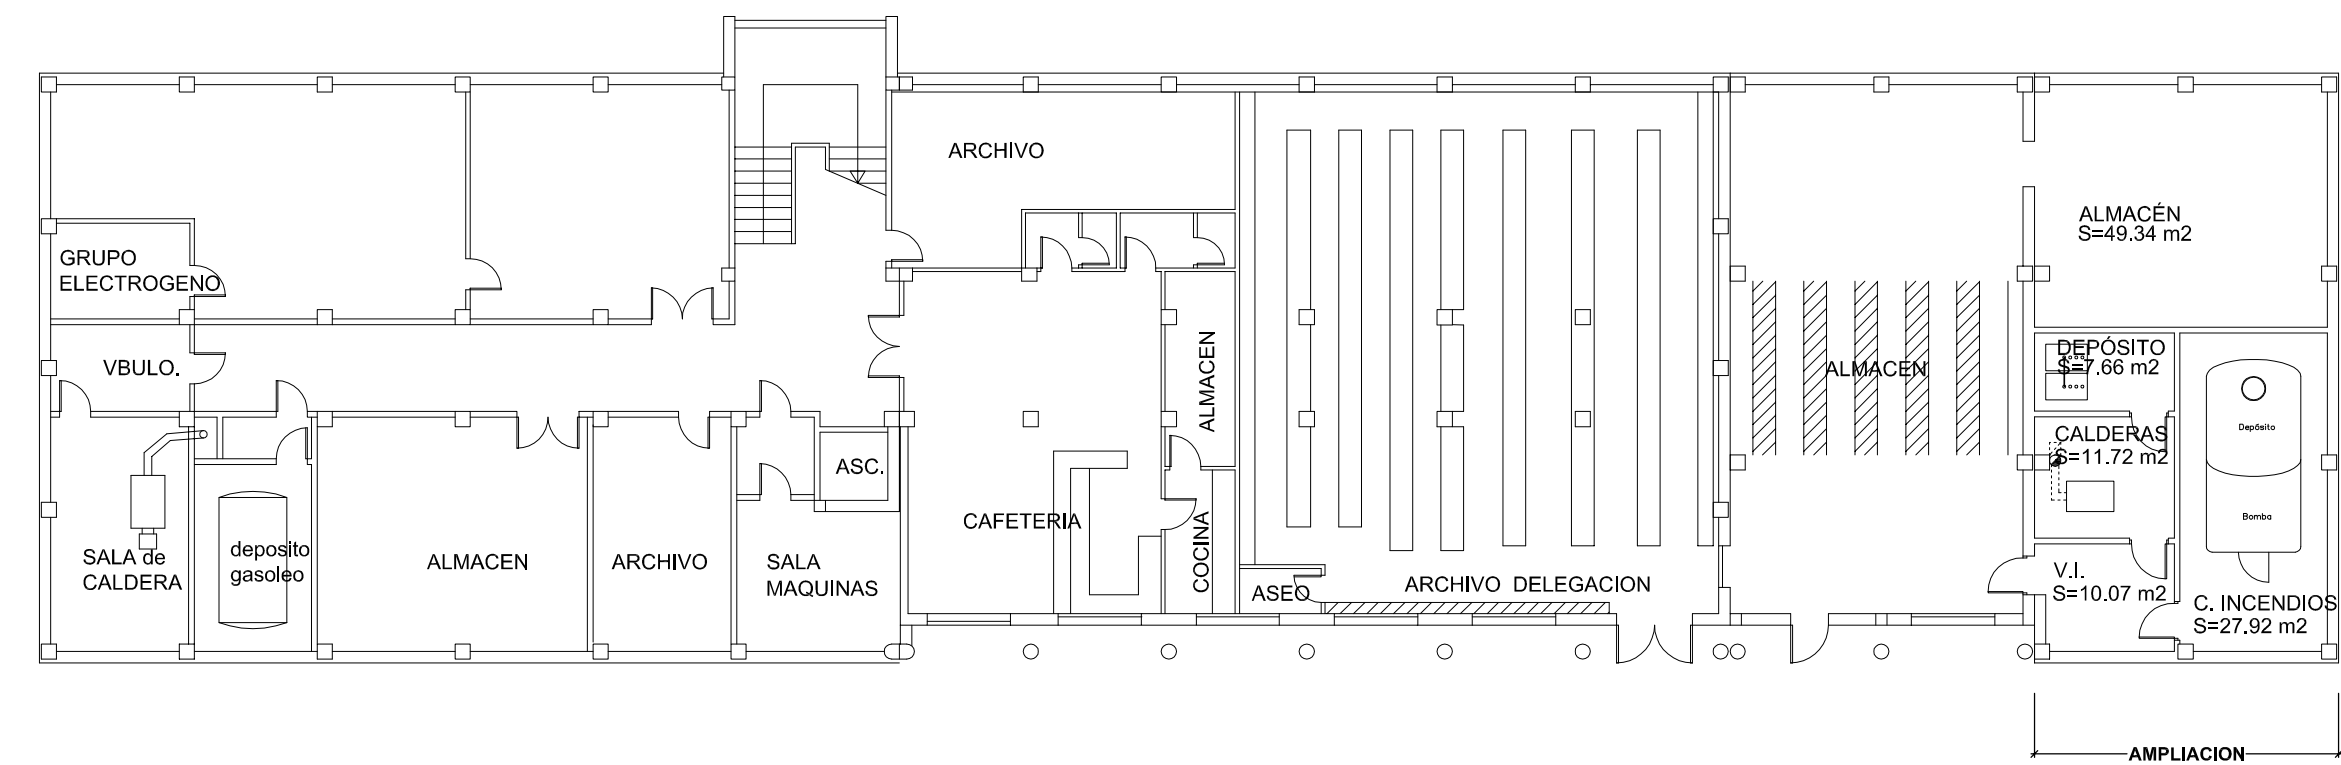 ARCHIVO
GRUPO
ELECTROGENO
ALMACÉN
S=49.34 m2
VBULO.
ALMACEN
ALMACEN
DEPÓSITO
S=7.66 m2
Depósito
CALDERAS
S=11.72 m2
ASC.
Bomba
CAFETERIA
COCINA
SALA de
CALDERA
deposito
gasoleo
ALMACEN
ARCHIVO
SALA
MAQUINAS
ASEO
ARCHIVO DELEGACION
V.I.
S=10.07 m2
C. INCENDIOS
S=27.92 m2
AMPLIACION